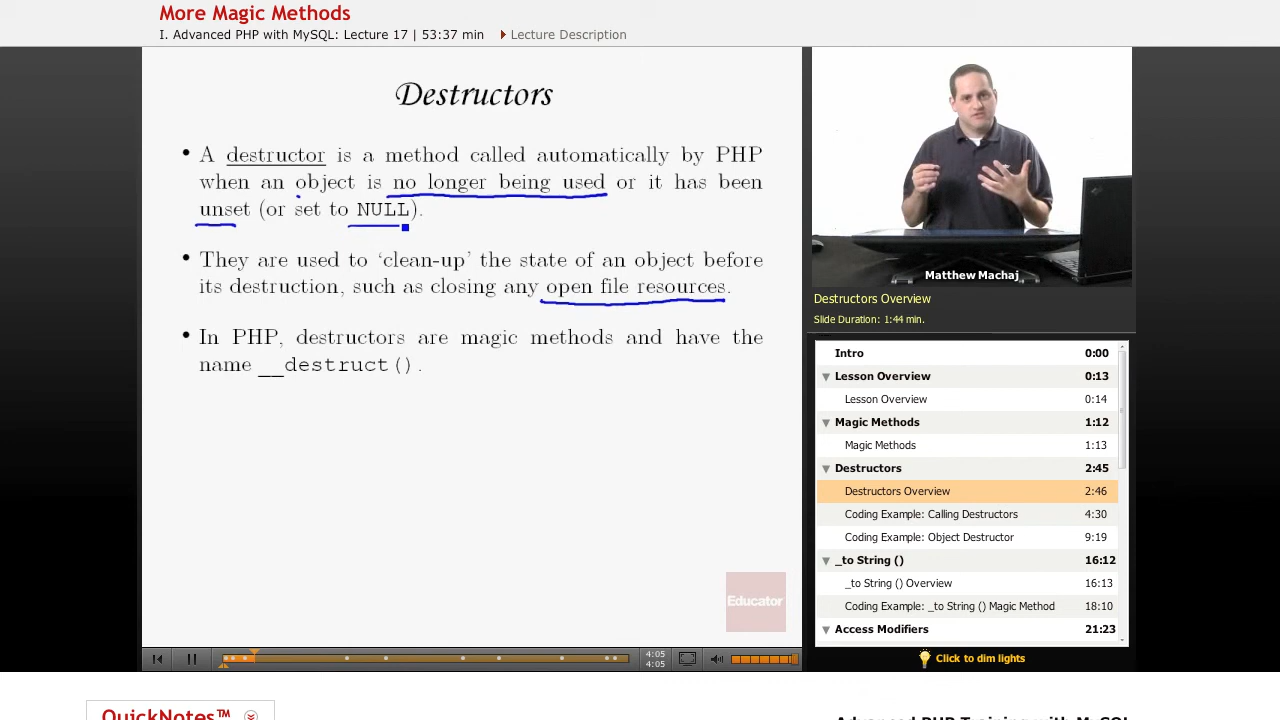 More Magic Methods
I. Advanced PHP with MySQL: Lecture 17 | 53:37 min
Lecture Description
Destructors
• A destructor is a method called automatically by PHP
when an object is no longer being used or it has been
unset (or set to NULL).
• They are used to ‘clean-up’ the state of an object before
its destruction, such as closing any open file resources.
• In PHP, destructors are magic methods and have the
name __destruct().
Educator
4:05
4:05
Matthew Machaj
Destructors Overview
Slide Duration: 1:44 min.
Intro 0:00
Lesson Overview 0:13
Lesson Overview 0:14
Magic Methods 1:12
Magic Methods 1:13
Destructors 2:45
Destructors Overview 2:46
Coding Example: Calling Destructors 4:30
Coding Example: Object Destructor 9:19
_to String () 16:12
_to String () Overview 16:13
Coding Example: _to String () Magic Method 18:10
Access Modifiers 21:23
Click to dim lights
QuickNotes™
Advanced PHP Training with MySQL